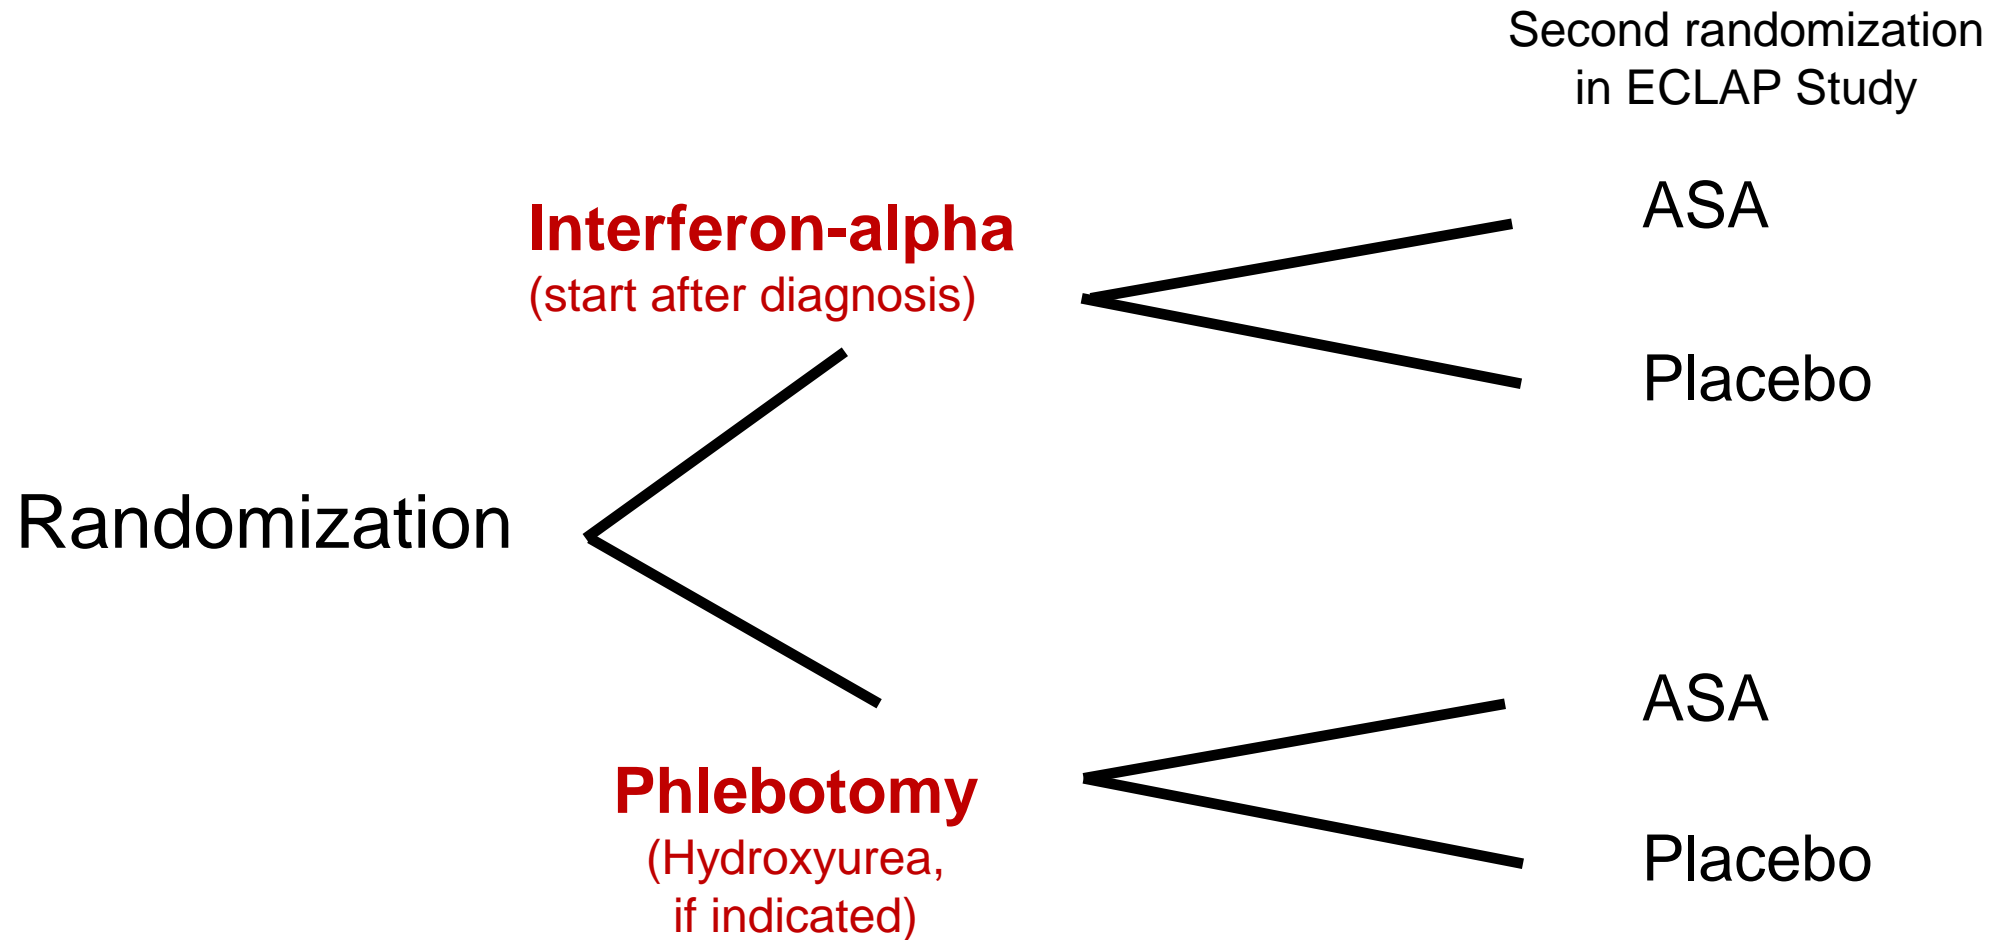 Second randomization
in ECLAP Study
Interferon-alpha
(start after diagnosis)
ASA
Placebo
Randomization
Phlebotomy
(Hydroxyurea,
if indicated)
ASA
Placebo